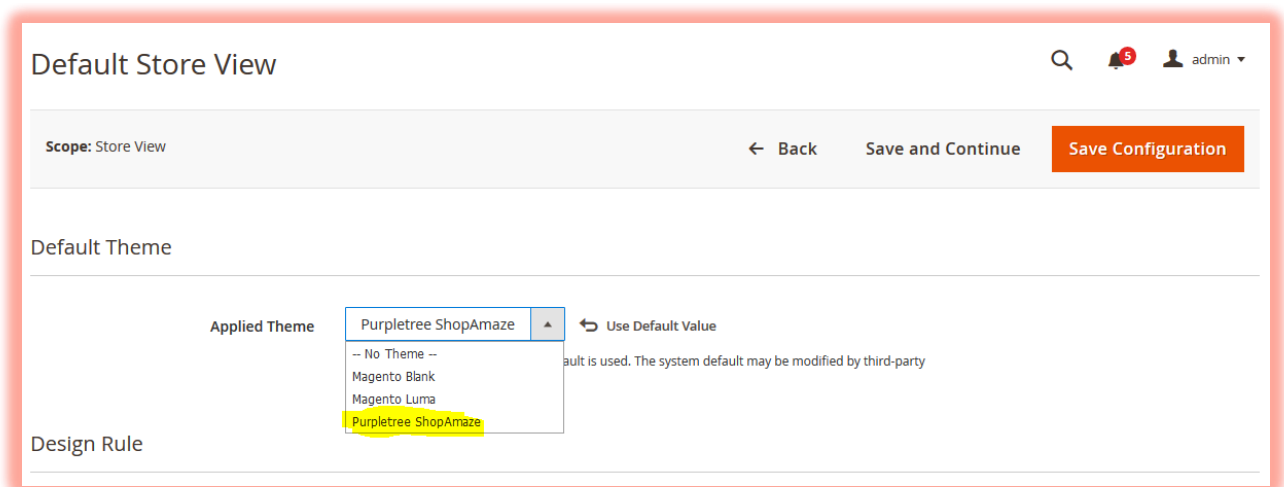 Default Store View
5
admin
Scope: Store View
Back
Save and Continue
Save Configuration
Default Theme
Applied Theme
Purpletree ShopAmaze
Use Default Value
-- No Theme --
ault is used. The system default may be modified by third-party
Magento Blank
Magento Luma
Purpletree ShopAmaze
Design Rule